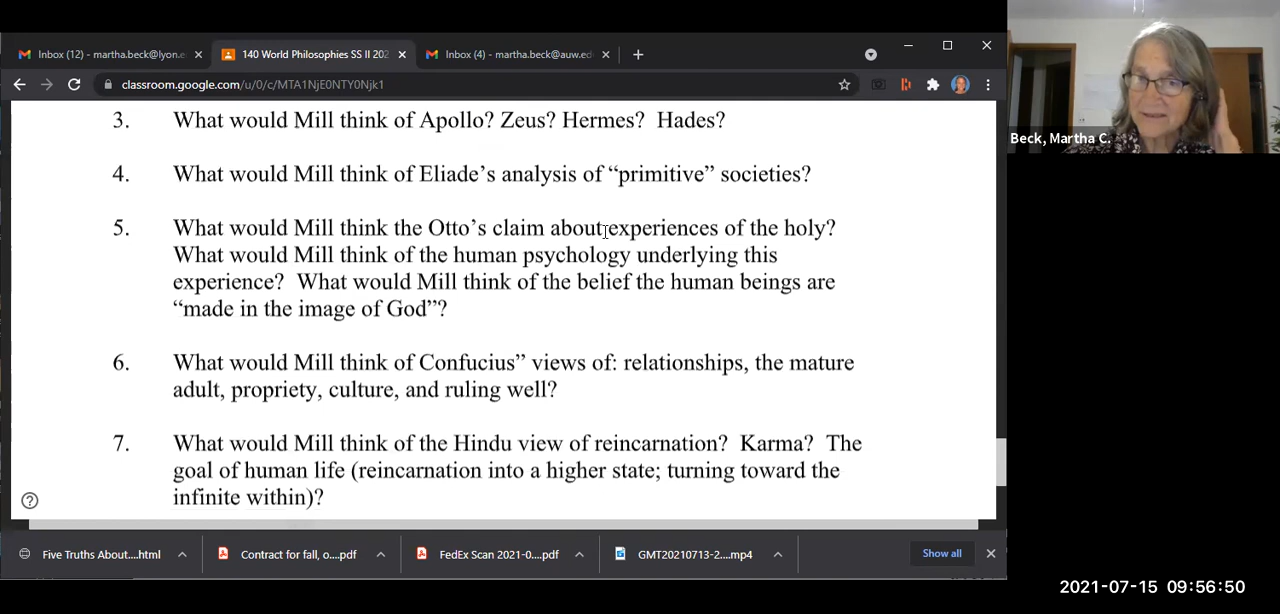 Inbox (12) - martha.beck@lyon.e
140 World Philosophies SS II 202
Inbox (4) - martha.beck@auw.ed
classroom.google.com/u/0/c/MTA1NjE0NTY0Njk1
Beck, Martha C.
3. What would Mill think of Apollo? Zeus? Hermes?  Hades?
4. What would Mill think of Eliade's analysis of “primitive” societies?
5. What would Mill think the Otto's claim about experiences of the holy?
What would Mill think of the human psychology underlying this
experience?  What would Mill think of the belief the human beings are
“made in the image of God”?
6. What would Mill think of Confucius” views of: relationships, the mature
adult, propriety, culture, and ruling well?
7. What would Mill think of the Hindu view of reincarnation?  Karma?  The
goal of human life (reincarnation into a higher state; turning toward the
infinite within)?
Five Truths About....html
Contract for fall, o....pdf
FedEx Scan 2021-0....pdf
GMT20210713-2....mp4
Show all
2021-07-15 09:56:50